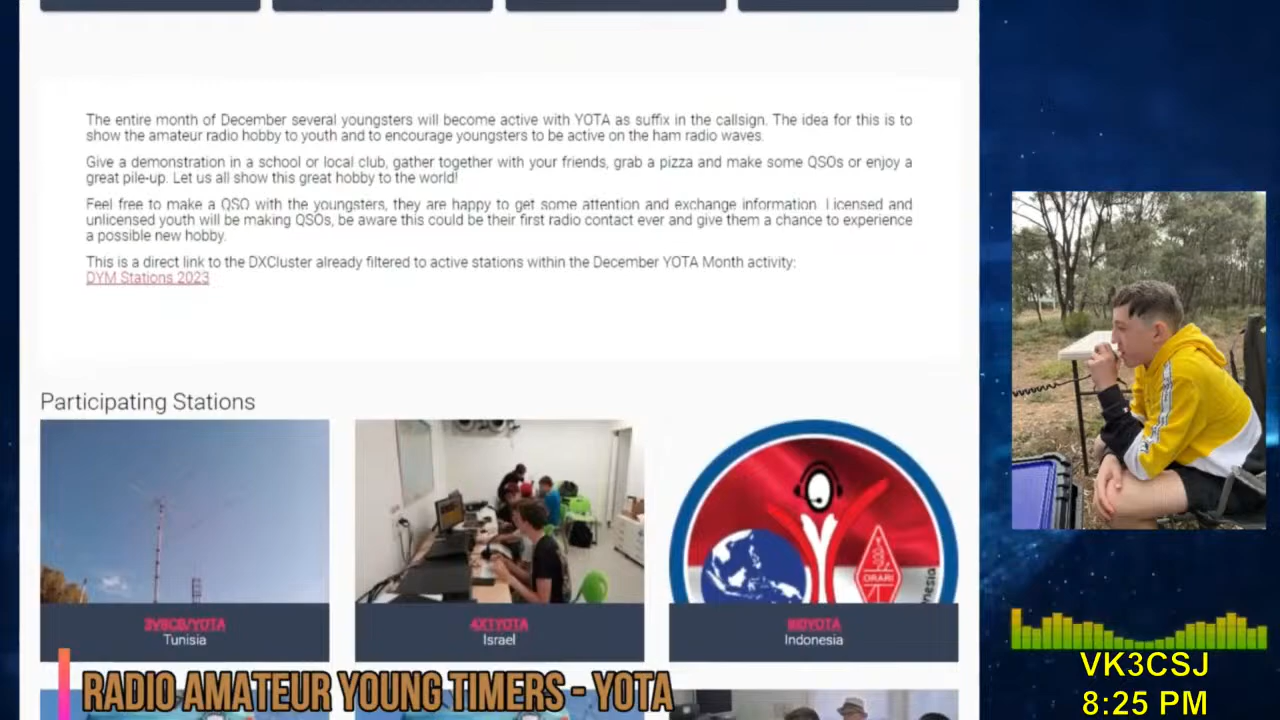 The entire month of December several youngsters will become active with YOTA as suffix in the callsign. The idea for this is to
show the amateur radio hobby to youth and to encourage youngsters to be active on the ham radio waves.
Give a demonstration in a school or local club, gather together with your friends, grab a pizza and make some QSOs or enjoy a
great pile-up. Let us all show this great hobby to the world!
Feel free to make a QSO with the youngsters, they are happy to get some attention and exchange information. Licensed and
unlicensed youth will be making QSOs, be aware this could be their first radio contact ever and give them a chance to experience
a possible new hobby.
This is a direct link to the DXCluster already filtered to active stations within the December YOTA Month activity:
DYM Stations 2023
Participating Stations
ORARI
Tunisia
4X1YOTA
Israel
Indonesia
RADIO AMATEUR YOUNG TIMERS - YOTA
VK3CSJ
8:25 PM